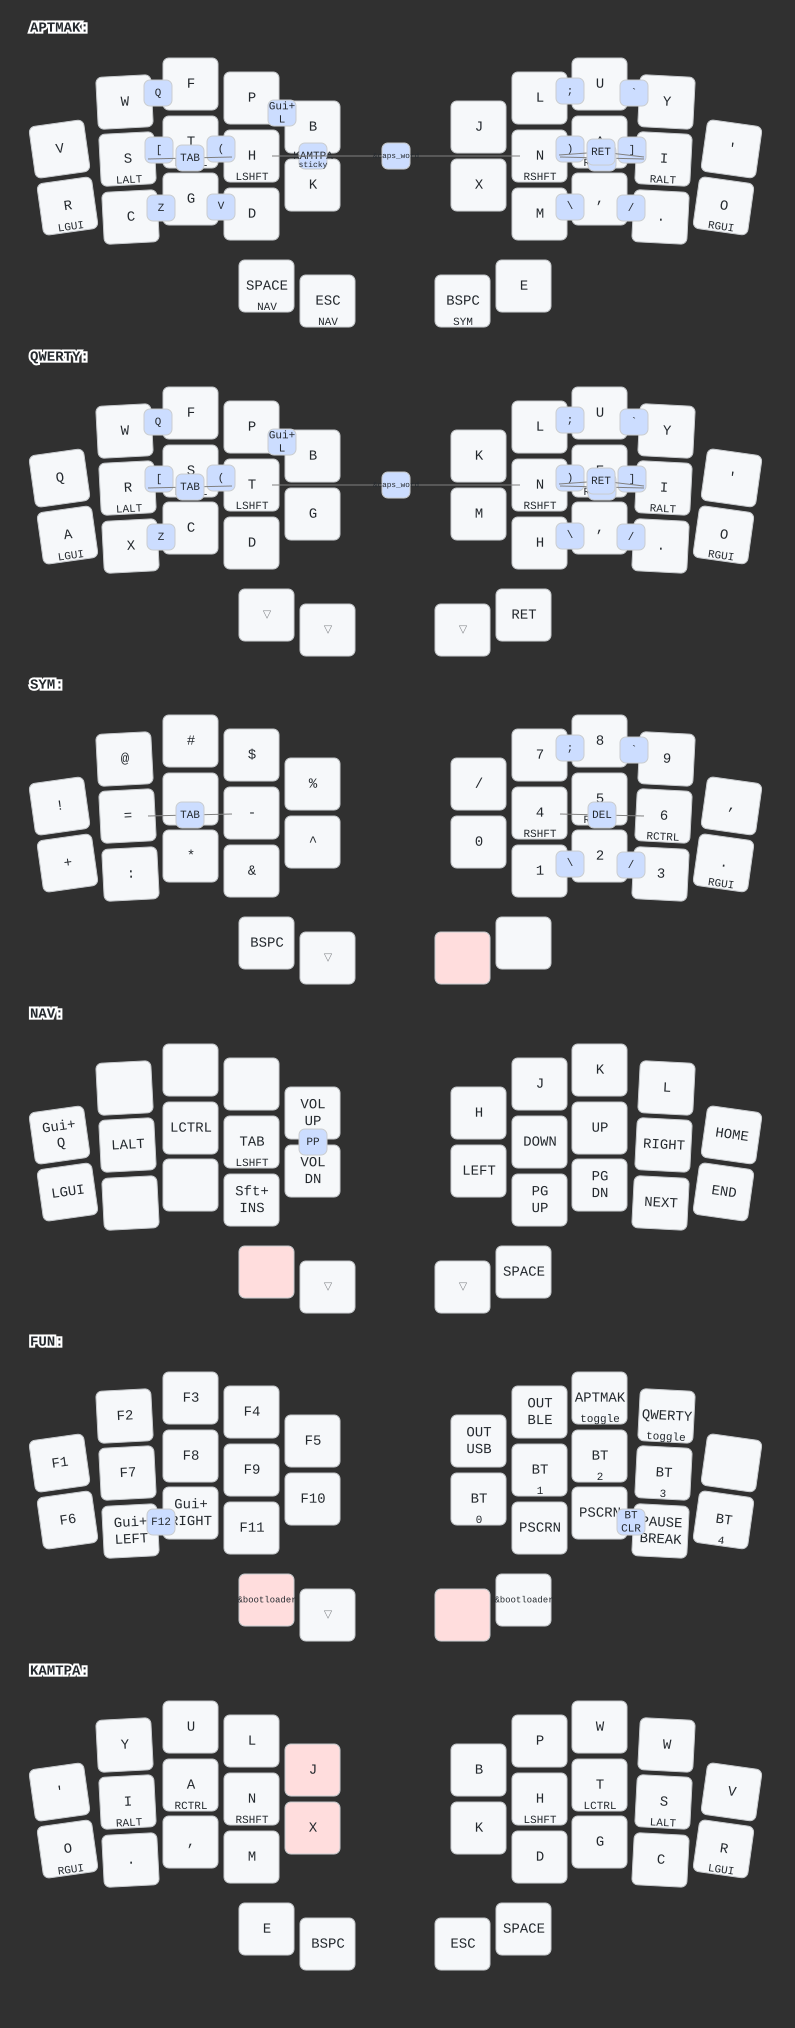 APTMAK:
F
U
W Q P L ; ` Y
Gui+
L
B J
V [ T ( H KAMTPA N ) RET ] I '
S TAB sticky
LALT LSHFT K X RSHFT RALT
R Z G V D M \ , / . O
LGUI C RGUI
SPACE E
NAV ESC BSPC
NAV SYM
QWERTY:
F U
W Q P L ; ` Y
Gui+
L
B K
Q [ S ( T N ) RET ] I '
R TAB
LALT LSHFT G M RSHFT RALT
A X Z C D H \ , / . O
LGUI RGUI
▽ RET
▽ ▽
SYM:
# 8
@ $ 7 ; ` 9
% /
! = TAB - 4 5 DEL 6 ,
RSHFT RCTRL
+ : * & ^ 0 1 \ 2 / 3 .
RGUI
BSPC
▽
NAV:
K
J L
Gui+
Q
VOL
UP
H
LALT LCTRL TAB PP DOWN UP RIGHT HOME
LSHFT
LGUI VOL
DN
LEFT END
Sft+
INS
PG
UP
PG
DN
NEXT
SPACE
▽ ▽
FUN:
F3 APTMAK
toggle
F2 F4 OUT
BLE
QWERTY
toggle
F1 F5 OUT
USB
F7 F8 F9 BT
1
BT
2
BT
3
F6 F10 BT
0
BT
4
Gui+
LEFT
F12 Gui+
RIGHT
F11 PSCRN PSCRN BT
CLR
PAUSE
BREAK
&bootloader &bootloader
▽
KAMTPA:
U W
Y L P W
J B
' V
I A N H T S
RALT RCTRL RSHFT LSHFT LCTRL LALT
O X K R
RGUI LGUI
. , M D G C
E SPACE
BSPC ESC